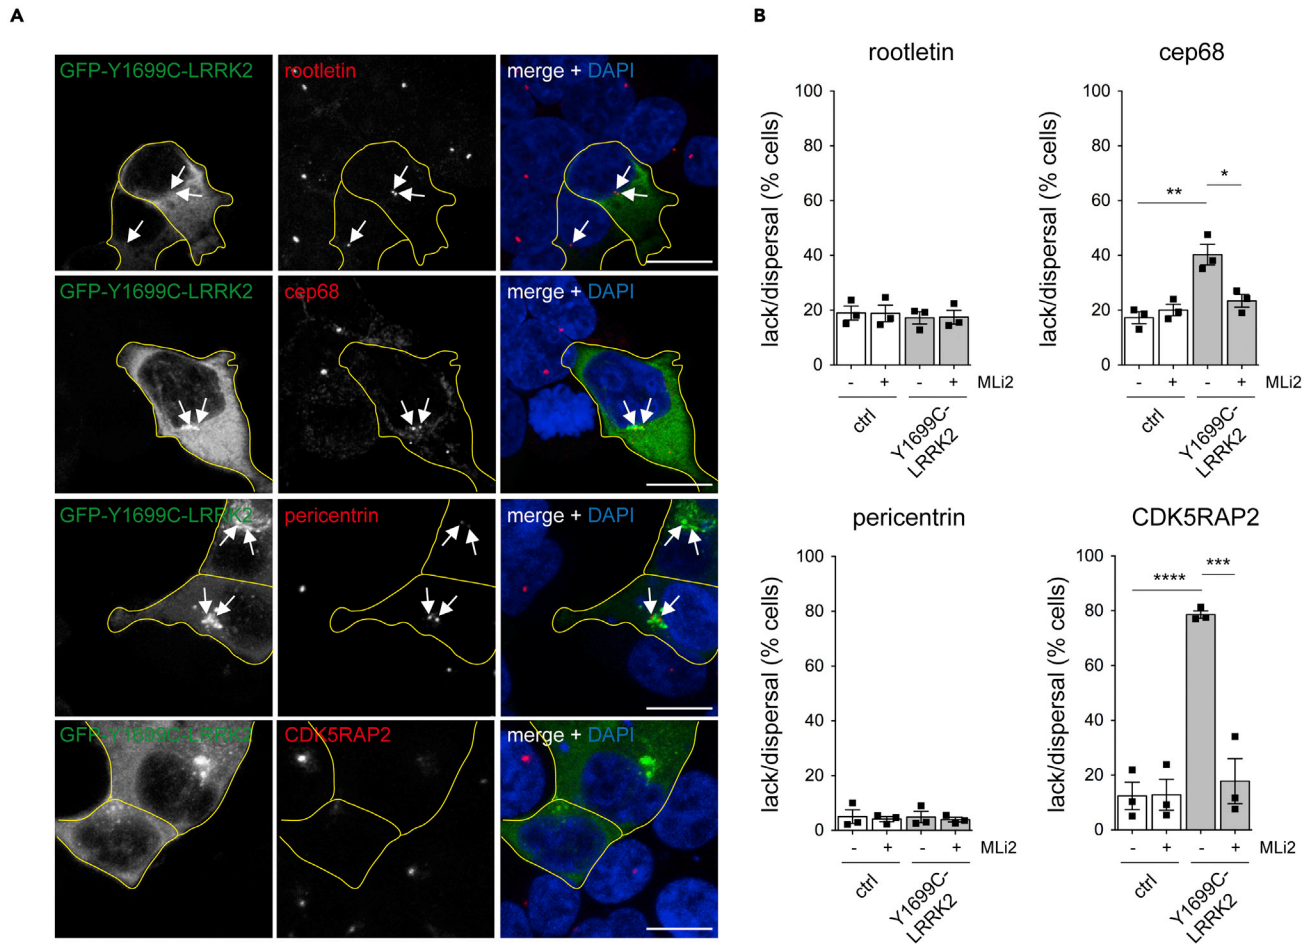 A
GFP-Y1699C-LRRK2
rootletin
merge + DAPI
GFP-Y1699C-LRRK2
cep68
merge + DAPI
GFP-Y1699C-LRRK2
pericentrin
merge + DAPI
GFP-Y1699C-LRRK2
CDK5RAP2
merge + DAPI
B
rootletin
lack/dispersal (% cells)
100
80
60
40
20
0
- + - + MLi2
ctrl
Y1699C-
LRRK2
cep68
lack/dispersal (% cells)
100
80
60
40
20
0
** *
- + - + MLi2
ctrl
Y1699C-
LRRK2
pericentrin
lack/dispersal (% cells)
100
80
60
40
20
0
- + - + MLi2
ctrl
Y1699C-
LRRK2
CDK5RAP2
lack/dispersal (% cells)
100
80
60
40
20
0
**** ***
- + - + MLi2
ctrl
Y1699C-
LRRK2